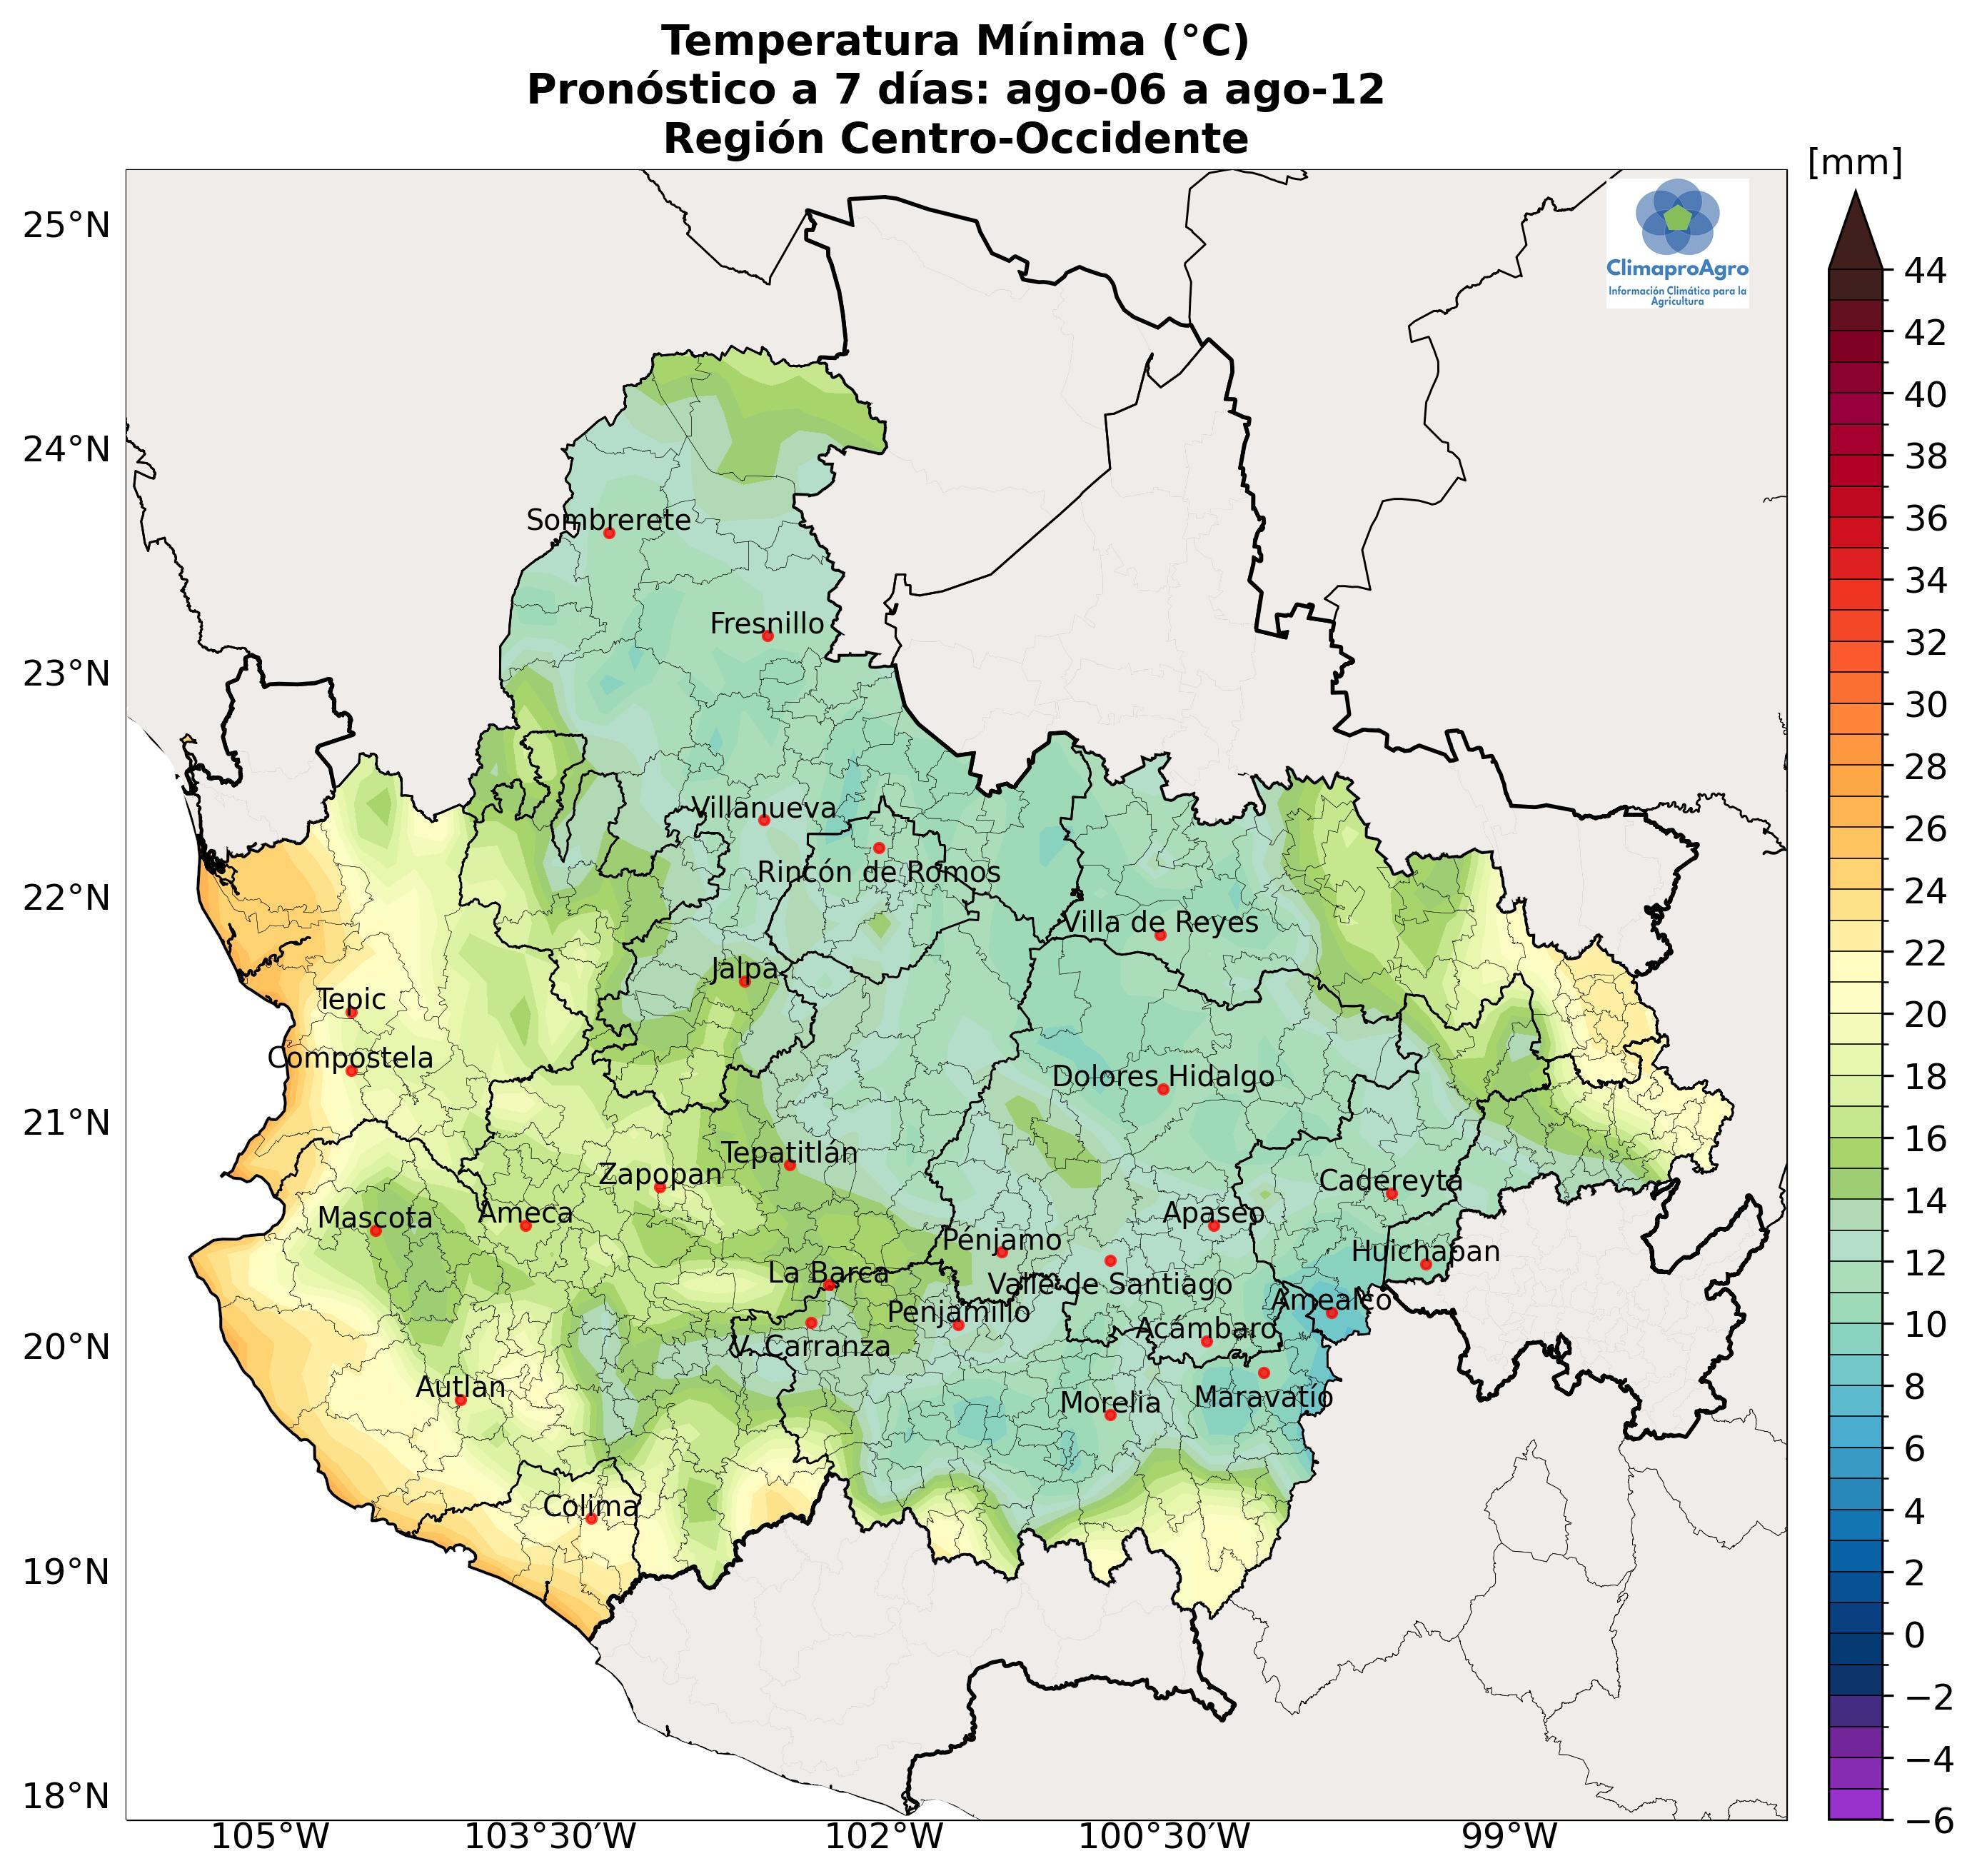 Temperatura Mínima (°C)
Pronóstico a 7 días: ago-06 a ago-12
Región Centro-Occidente
[mm]
ClimaproAgro
Información Climática para la
Agricultura
25°N
24°N
23°N
22°N
21°N
20°N
19°N
18°N
Sombrerete
Fresnillo
Villanueva
Rincón de Romos
Villa de Reyes
Jalpa
Tepic
Compostela
Dolores Hidalgo
Tepatitlán
Zapopan
Cadereyta
Mascota
Ameca
Apaseo
Pénjamo
Huichapan
La Barca
Valle de Santiago
Amealco
Penjamillo
Acámbaro
V. Carranza
Autlan
Maravatío
Morelia
Colima
105°W
103°30′W
102°W
100°30′W
99°W
44
42
40
38
36
34
32
30
28
26
24
22
20
18
16
14
12
10
8
6
4
2
0
−2
−4
−6